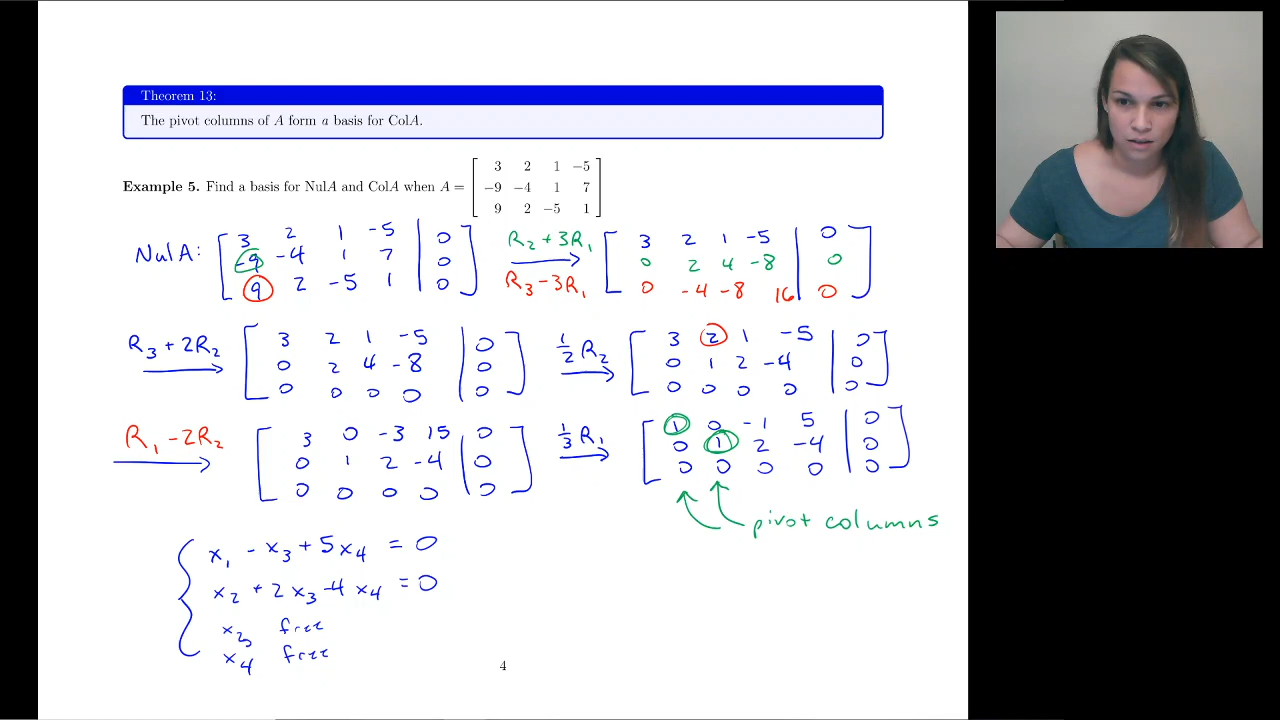 Theorem 13:
The pivot columns of A form a basis for ColA.
Example 5. Find a basis for NulA and ColA when A = [ 3 2 1 −5
−9 −4 1 7
9 2 −5 1 ]
NulA: [ 3 2 1 -5 | 0
-9 -4 1 7 | 0
9 2 -5 1 | 0 ]
R2 + 3R1
R3 - 3R1
[ 3 2 1 -5 | 0
0 2 4 -8 | 0
0 -4 -8 16 | 0 ]
R3 + 2R2
[ 3 2 1 -5 | 0
0 2 4 -8 | 0
0 0 0 0 | 0 ]
1/2 R2
[ 3 2 1 -5 | 0
0 1 2 -4 | 0
0 0 0 0 | 0 ]
R1 - 2R2
[ 3 0 -3 15 | 0
0 1 2 -4 | 0
0 0 0 0 | 0 ]
1/3 R1
[ 1 0 -1 5 | 0
0 1 2 -4 | 0
0 0 0 0 | 0 ]
pivot columns
x1 - x3 + 5x4 = 0
x2 + 2x3 - 4x4 = 0
x3 free
x4 free
4